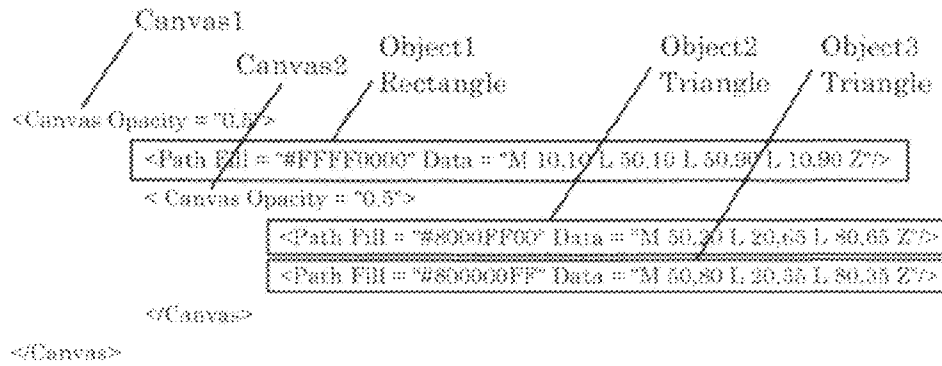 Canvas1
Canvas2
Object1
Rectangle
Object2
Triangle
Object3
Triangle
<Canvas Opacity = "0.5">
<Path Fill = "#FFFF0000" Data = "M 10,10 L 50,10 L 50,90 L 10,90 Z"/>
< Canvas Opacity = "0.5">
<Path Fill = "#8000FF00" Data = "M 50,20 L 20,65 L 80,65 Z"/>
<Path Fill = "#800000FF" Data = "M 50,80 L 20,35 L 80,35 Z"/>
</Canvas>
</Canvas>